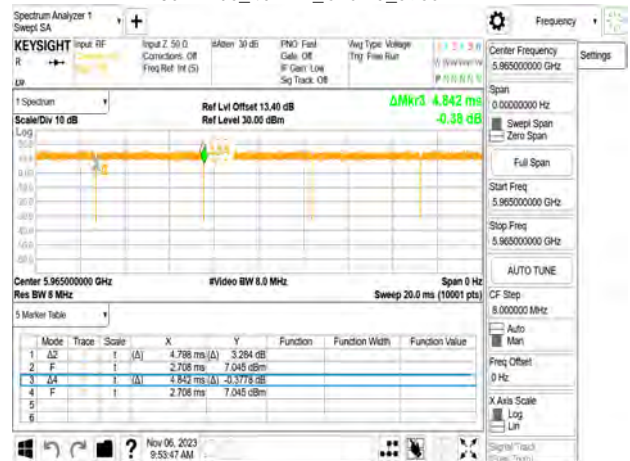 Spectrum Analyzer 1
Swept SA
Frequency
KEYSIGHT
Input: RF
Input Z: 50 Ω
#Atten: 30 dB
PNO: Fast
Avg Type: Voltage
R
Corrections: Off
Gate: Off
Trig: Free Run
Freq Ref: Int (S)
IF Gain: Low
Sig Track: Off
Center Frequency
5.965000000 GHz
Settings
Span
0.00000000 Hz
Swept Span
Zero Span
Full Span
Start Freq
5.965000000 GHz
Stop Freq
5.965000000 GHz
AUTO TUNE
CF Step
8.000000 MHz
Auto
Man
Freq Offset
0 Hz
X Axis Scale
Log
Lin
Signal Track
1 Spectrum
Ref Lvl Offset 13.40 dB
ΔMkr3 4.842 ms
Scale/Div 10 dB
Ref Level 30.00 dBm
-0.38 dB
Log
Center 5.965000000 GHz
#Video BW 8.0 MHz
Span 0 Hz
Res BW 8 MHz
Sweep 20.0 ms (10001 pts)
5 Marker Table
Mode Trace Scale X Y Function Function Width Function Value
1 Δ2 t (Δ) 4.798 ms (Δ) 3.284 dB
2 F t 2.708 ms 7.045 dBm
3 Δ4 t (Δ) 4.842 ms (Δ) -0.3778 dB
4 F t 2.708 ms 7.045 dBm
5
6
?
Nov 06, 2023
9:53:47 AM